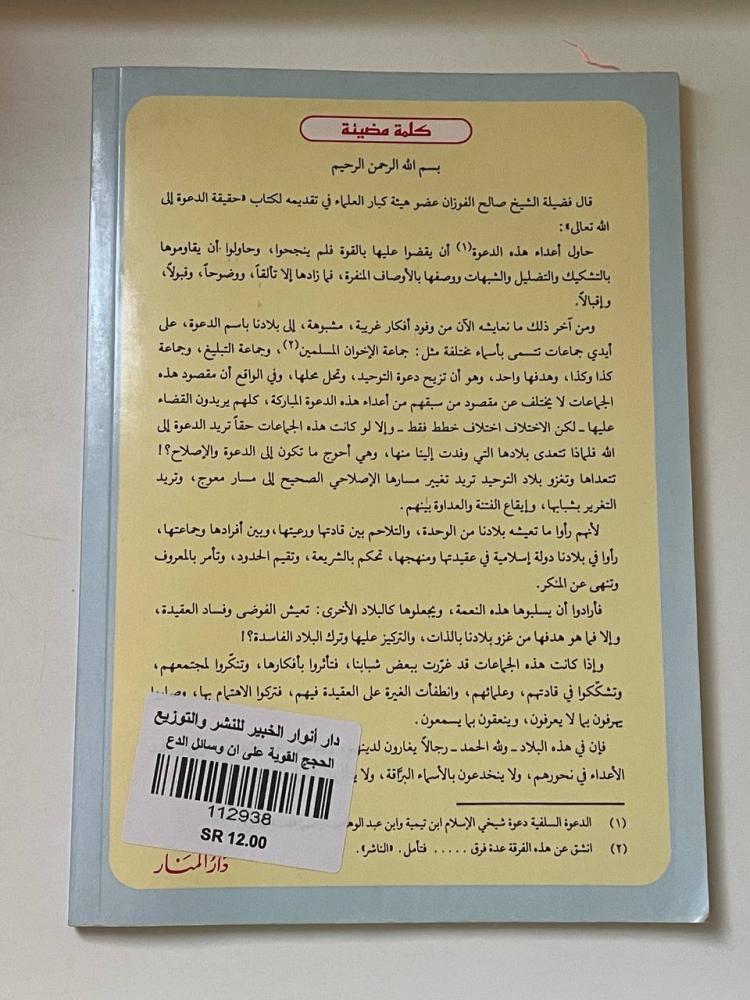 كلمة مضيئة
بسم الله الرحمن الرحيم
قال فضيلة الشيخ صالح الفوزان عضو هيئة كبار العلماء في تقديمه لكتاب «حقيقة الدعوة إلى
الله تعالى»:
حاول أعداء هذه الدعوة(١) أن يقضوا عليها بالقوة فلم ينجحوا، وحاولوا أن يقاوموها
بالتشكيك والتضليل والشبهات ووصفها بالأوصاف المنفرة، فما زادها إلا تألقاً، ووضوحاً، وقبولاً،
وإقبالاً.
ومن آخر ذلك ما نعايشه الآن من وفود أفكار غريبة، مشبوهة، إلى بلادنا باسم الدعوة، على
أيدي جماعات تتسمى بأسماء مختلفة مثل: جماعة الإخوان المسلمين(٢)، وجماعة التبليغ، وجماعة
كذا وكذا، وهدفها واحد، وهو أن تزيح دعوة التوحيد، وتحل محلها، وفي الواقع أن مقصود هذه
الجماعات لا يختلف عن مقصود من سبقهم من أعداء هذه الدعوة المباركة، كلهم يريدون القضاء
عليها ـ لكن الاختلاف اختلاف خطط فقط ـ وإلا لو كانت هذه الجماعات حقاً تريد الدعوة إلى
الله فلماذا تتعدى بلادها التي وفدت إلينا منها، وهي أحوج ما تكون إلى الدعوة والإصلاح؟!
تتعداها وتغزو بلاد التوحيد تريد تغيير مسارها الإصلاحي الصحيح إلى مسار معوج، وتريد
التغرير بشبابها، وإيقاع الفتنة والعداوة بينهم.
لأنهم رأوا ما تعيشه بلادنا من الوحدة، والتلاحم بين قادتها ورعيتها، وبين أفرادها وجماعتها،
رأوا في بلادنا دولة إسلامية في عقيدتها ومنهجها، تحكم بالشريعة، وتقيم الحدود، وتأمر بالمعروف
وتنهى عن المنكر.
فأرادوا أن يسلبوها هذه النعمة، ويجعلوها كالبلاد الأخرى: تعيش الفوضى وفساد العقيدة،
وإلا فما هو هدفها من غزو بلادنا بالذات، والتركيز عليها وترك البلاد الفاسدة؟!
وإذا كانت هذه الجماعات قد غرّرت ببعض شبابنا، فتأثروا بأفكارها، وتنكّروا لمجتمعهم،
وتشكّكوا في قادتهم، وعلمائهم، وانطفأت الغيرة على العقيدة فيهم، فتركوا الاهتمام بها، وصاروا
يهرفون بما لا يعرفون، وينعقون بما يسمعون.
فإن في هذه البلاد ـ ولله الحمد ـ رجالاً يغارون لدينهم
الأعداء في نحورهم، ولا ينخدعون بالأسماء البرّاقة، ولا
(١) الدعوة السلفية دعوة شيخي الإسلام ابن تيمية وابن عبد
(٢) انشق عن هذه الفرقة عدة فرق ..... فتأمل. «الناشر».
دار أنوار الخبير للنشر والتوزيع
الحجج القوية على ان وسائل الدع
112938
SR 12.00
دار المنار